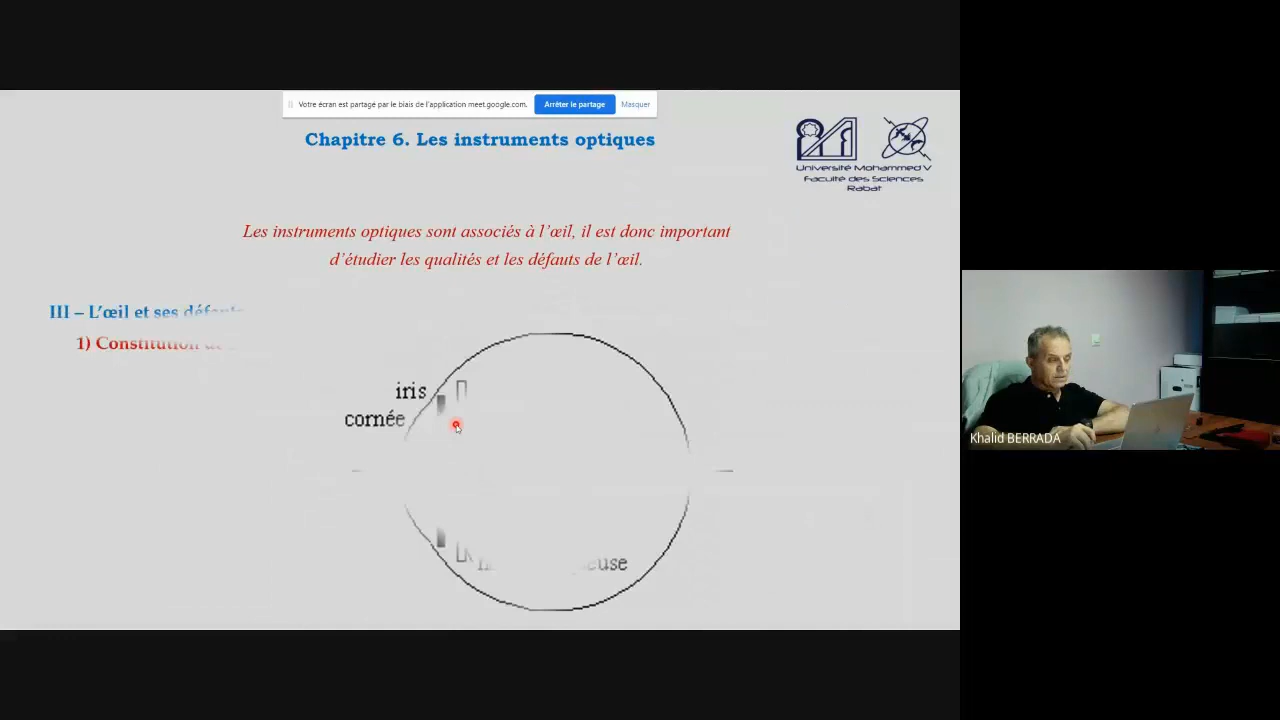 Votre écran est partagé par le biais de l'application meet.google.com. Arrêter le partage Masquer
Chapitre 6. Les instruments optiques
Université Mohammed V
Faculté des Sciences
Rabat
Les instruments optiques sont associés à l'œil, il est donc important
d'étudier les qualités et les défauts de l'œil.
III – L'œil et ses défauts
1) Constitution de
iris
cornée
Khalid BERRADA